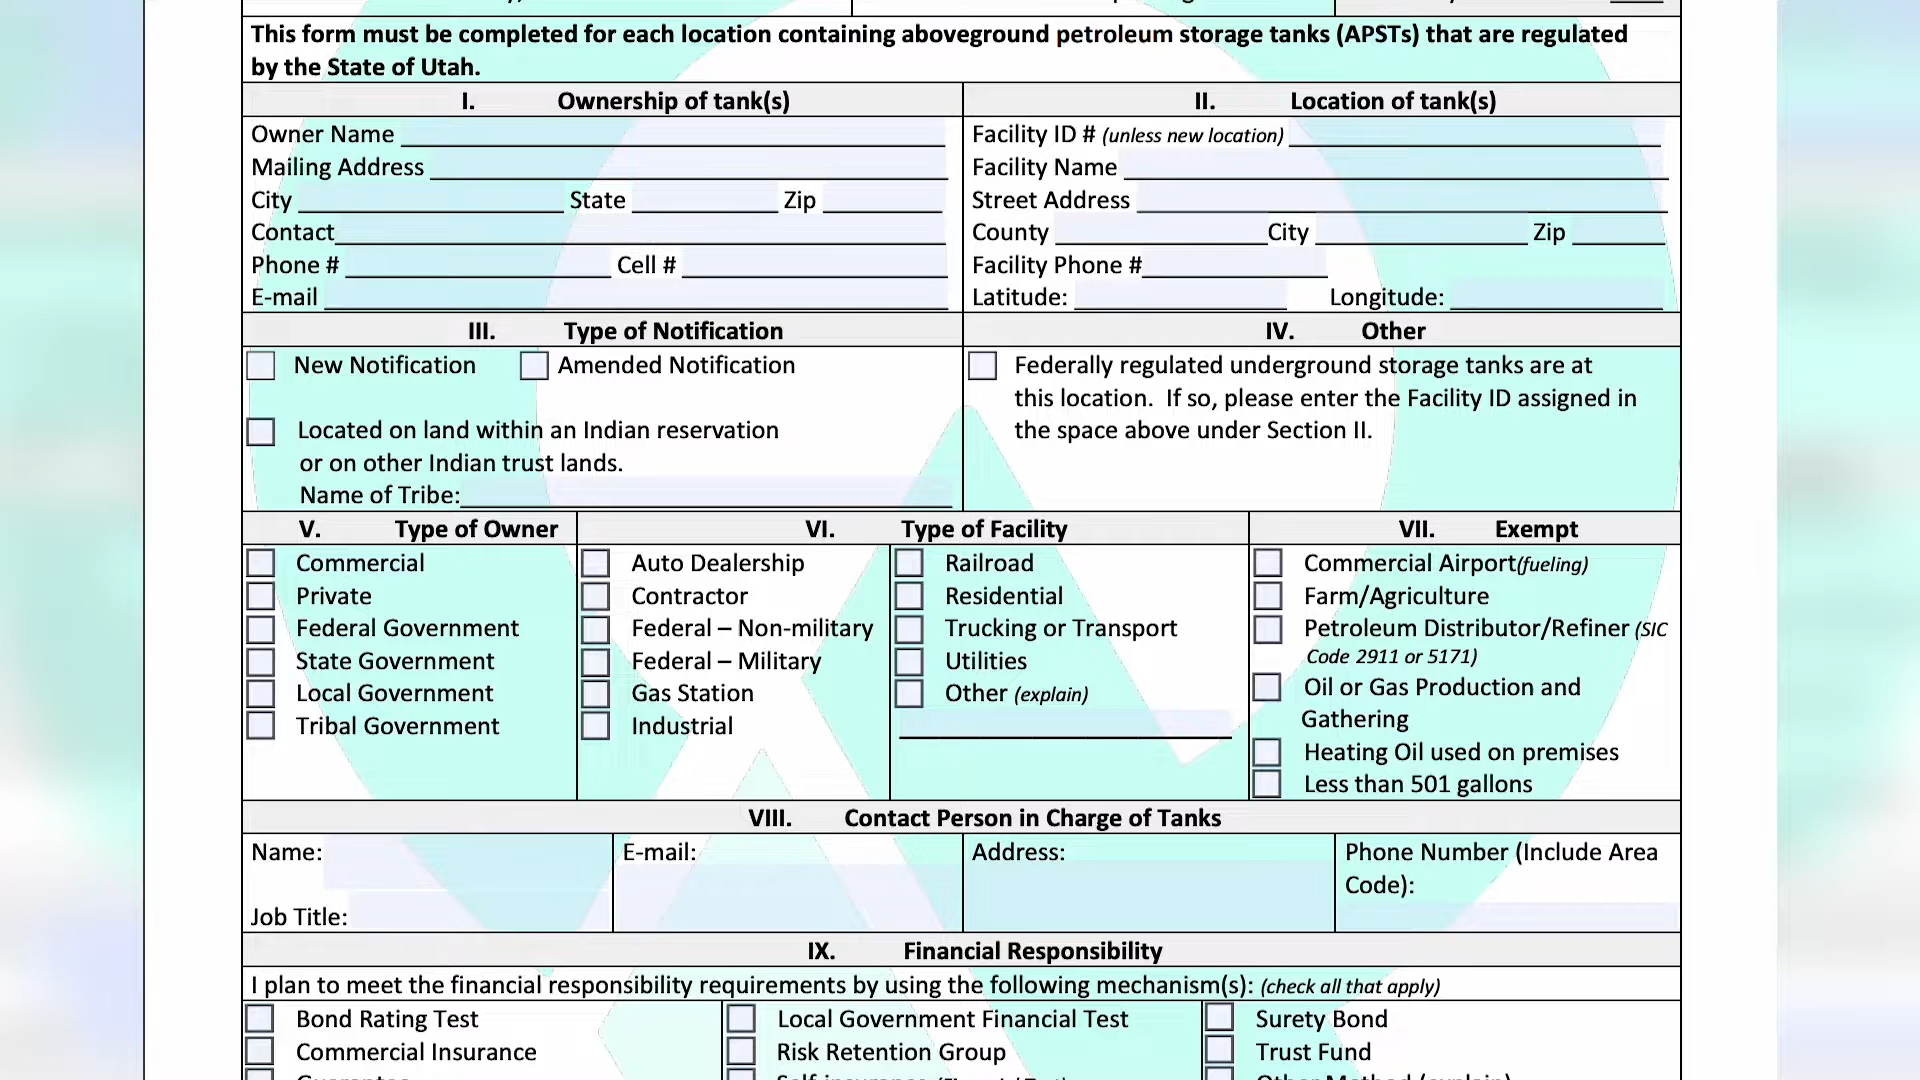 This form must be completed for each location containing aboveground petroleum storage tanks (APSTs) that are regulated
by the State of Utah.
I. Ownership of tank(s)
Owner Name
Mailing Address
City State Zip
Contact
Phone # Cell #
E-mail
II. Location of tank(s)
Facility ID # (unless new location)
Facility Name
Street Address
County City Zip
Facility Phone #
Latitude: Longitude:
III. Type of Notification
New Notification Amended Notification
Located on land within an Indian reservation
or on other Indian trust lands.
Name of Tribe:
IV. Other
Federally regulated underground storage tanks are at
this location. If so, please enter the Facility ID assigned in
the space above under Section II.
V. Type of Owner
Commercial
Private
Federal Government
State Government
Local Government
Tribal Government
VI. Type of Facility
Auto Dealership
Contractor
Federal – Non-military
Federal – Military
Gas Station
Industrial
Railroad
Residential
Trucking or Transport
Utilities
Other (explain)
VII. Exempt
Commercial Airport(fueling)
Farm/Agriculture
Petroleum Distributor/Refiner (SIC
Code 2911 or 5171)
Oil or Gas Production and
Gathering
Heating Oil used on premises
Less than 501 gallons
VIII. Contact Person in Charge of Tanks
Name:
Job Title:
E-mail:
Address:
Phone Number (Include Area
Code):
IX. Financial Responsibility
I plan to meet the financial responsibility requirements by using the following mechanism(s): (check all that apply)
Bond Rating Test
Commercial Insurance
Local Government Financial Test
Risk Retention Group
Surety Bond
Trust Fund